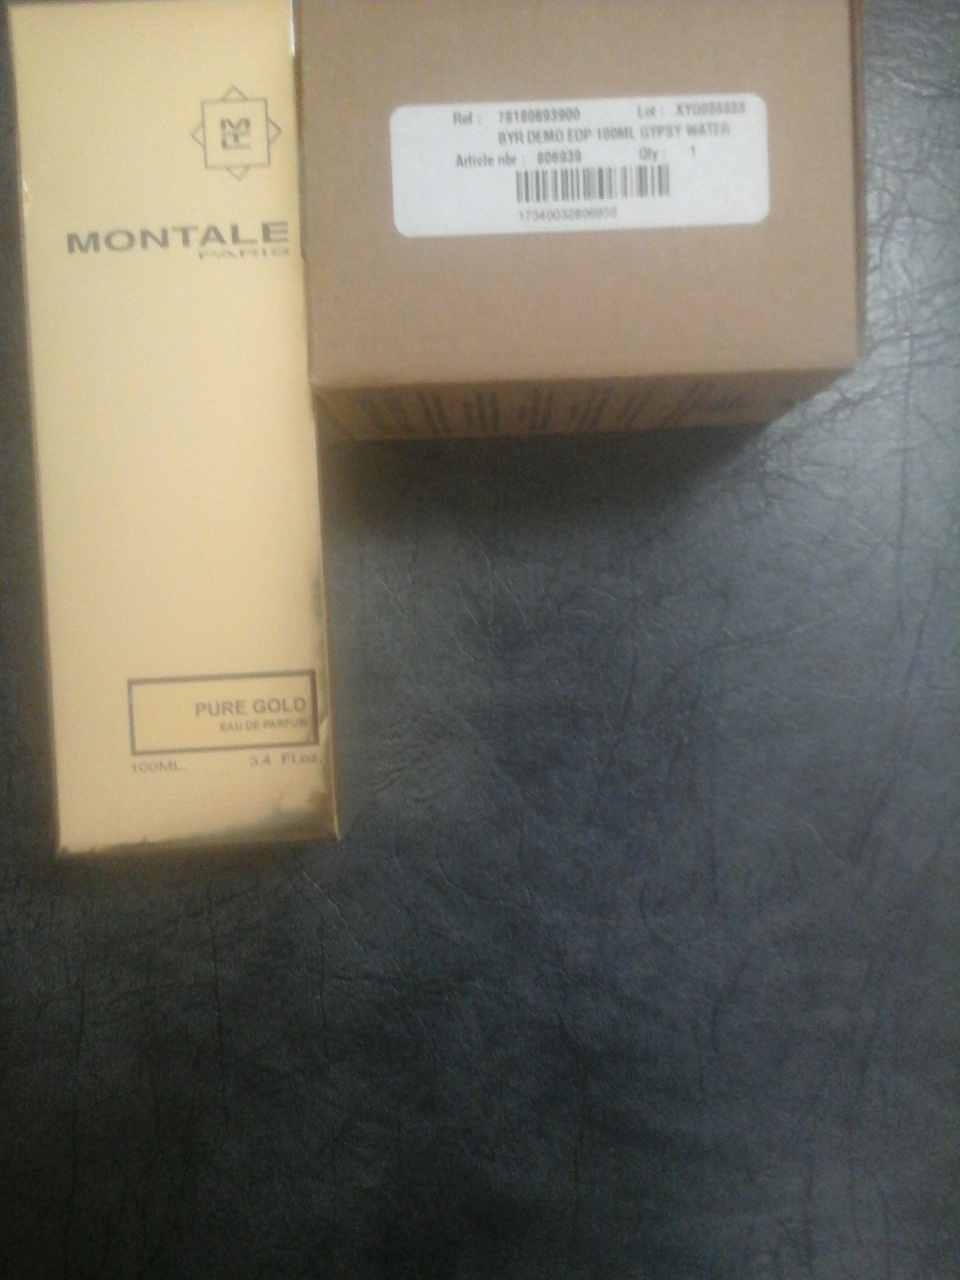 MONTALE
PARIS
PURE GOLD
EAU DE PARFUM
100ML.
3.4 Fl.oz.
Ref : 78180693900 Lot :
BYR DEMO EDP 100ML GYPSY WATER
Article nbr : 806939 Qty : 1